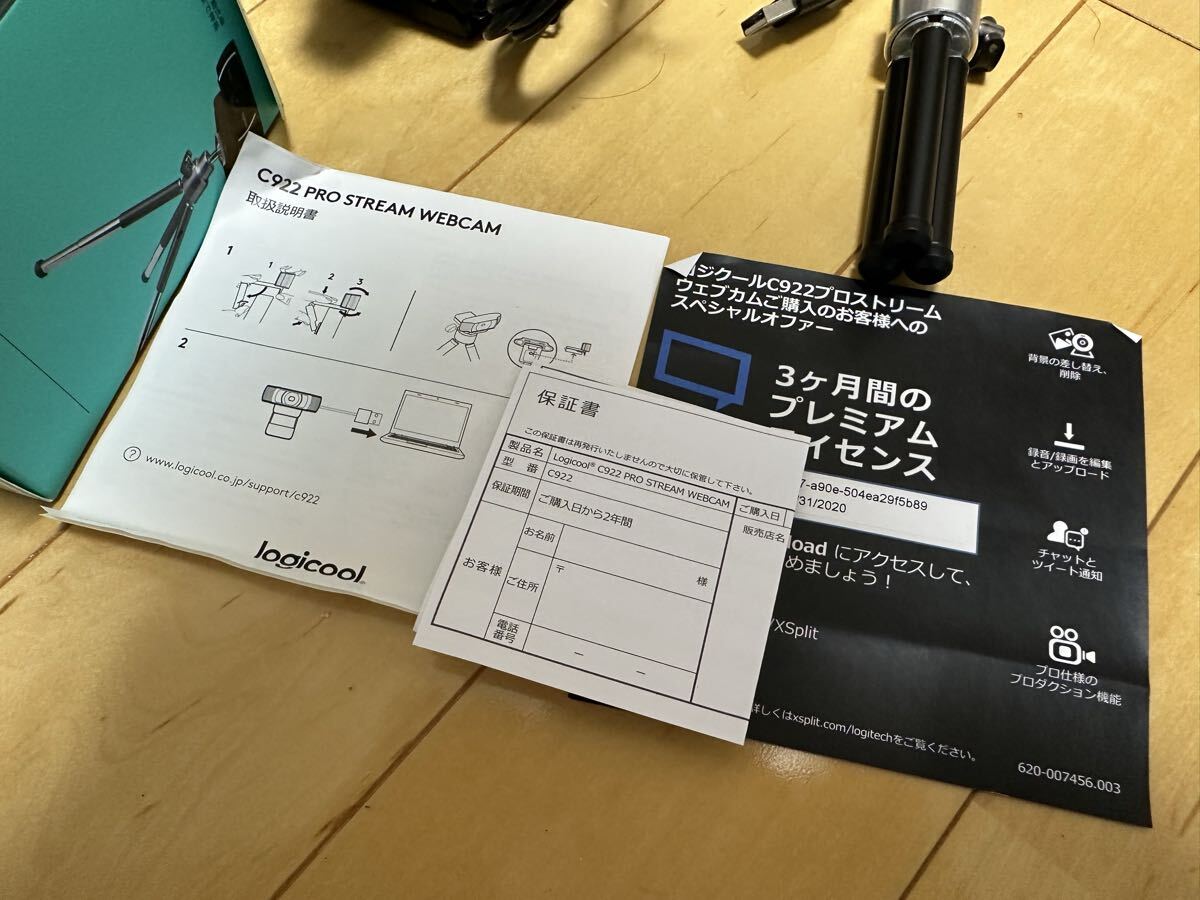 C922 PRO STREAM WEBCAM
取扱説明書
1
1
2
3
2
? www.logicool.co.jp/support/c922
logicool
保証書
この保証書は再発行いたしませんので大切に保管して下さい。
製品名 Logicool® C922 PRO STREAM WEBCAM
型番 C922
ご購入日
保証期間 ご購入日から2年間
販売店名
お客様
お名前
様
ご住所 〒
電話
番号
― ―
ジクールC922プロストリーム
ウェブカムご購入のお客様への
スペシャルオファー
3ヶ月間の
プレミアム
イセンス
7-a90e-504ea29f5b89
31/2020
load にアクセスして、
めましょう！
/XSplit
詳しくはxsplit.com/logitechをご覧ください。
背景の差し替え、
削除
録音/録画を編集
とアップロード
チャットと
ツイート通知
プロ仕様の
プロダクション機能
620-007456.003